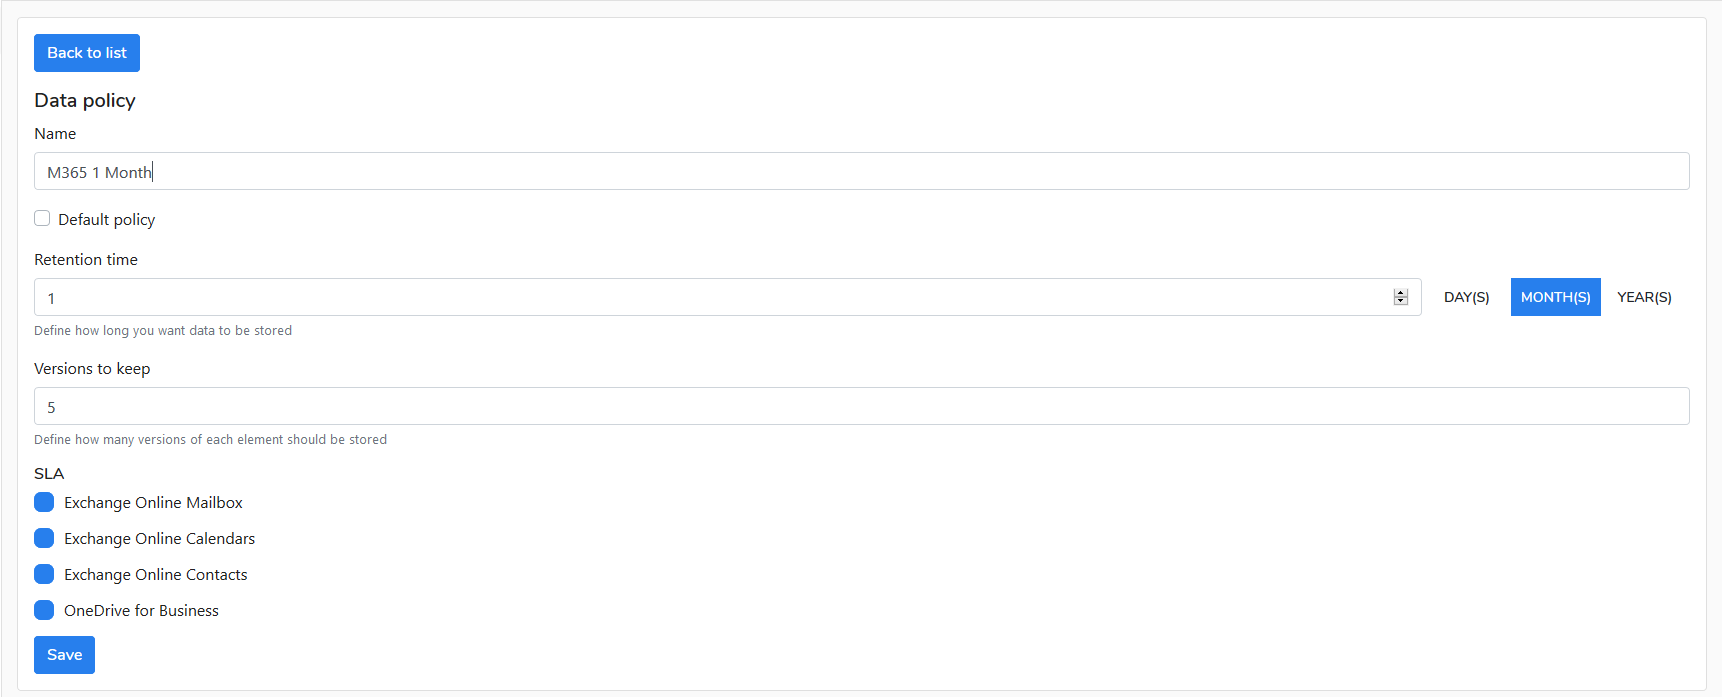 Back to list
Data policy
Name
M365 1 Month
Default policy
Retention time
1 DAY(S) MONTH(S) YEAR(S)
Define how long you want data to be stored
Versions to keep
5
Define how many versions of each element should be stored
SLA
Exchange Online Mailbox
Exchange Online Calendars
Exchange Online Contacts
OneDrive for Business
Save